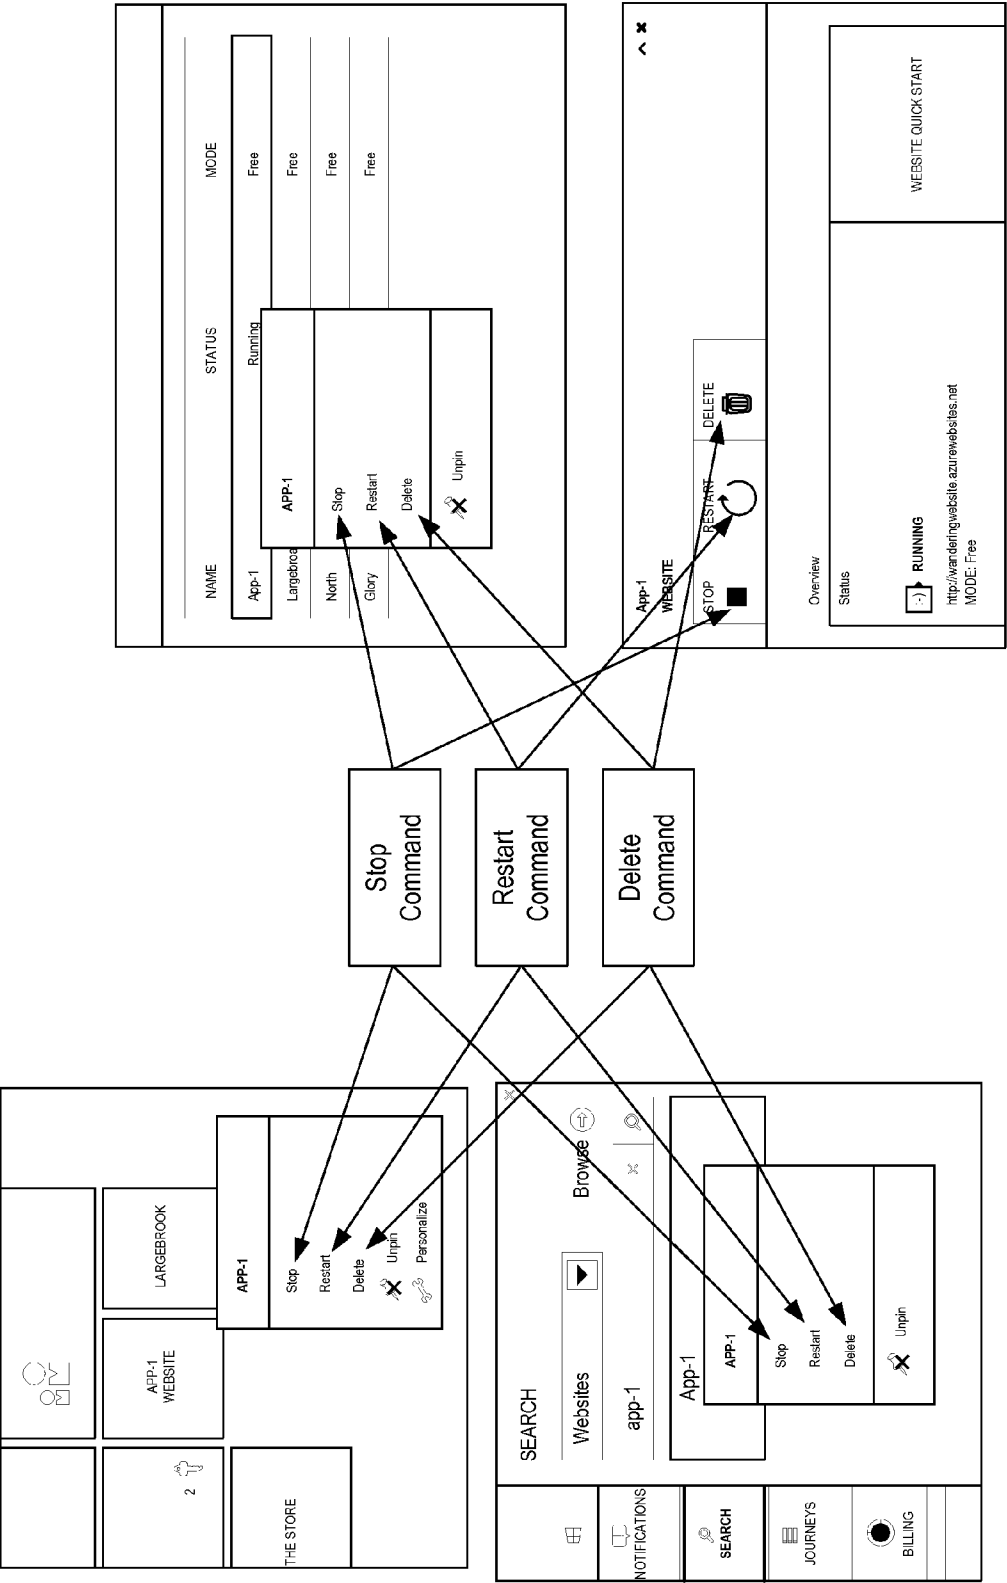 LARGEBROOK
APP-1
WEBSITE
2
THE STORE
APP-1
Stop
Restart
Delete
Unpin
Personalize
NAME
STATUS
MODE
App-1
Running
Free
Largebroo
Free
North
Free
Glory
Free
APP-1
Stop
Restart
Delete
Unpin
Stop
Command
Restart
Command
Delete
Command
NOTIFICATIONS
SEARCH
JOURNEYS
BILLING
SEARCH
Browse
Websites
app-1
App-1
APP-1
Stop
Restart
Delete
Unpin
App-1
WEBSITE
STOP
RESTART
DELETE
Overview
Status
:-) RUNNING
http://wanderingwebsite.azurewebsites.net
MODE: Free
WEBSITE QUICK START